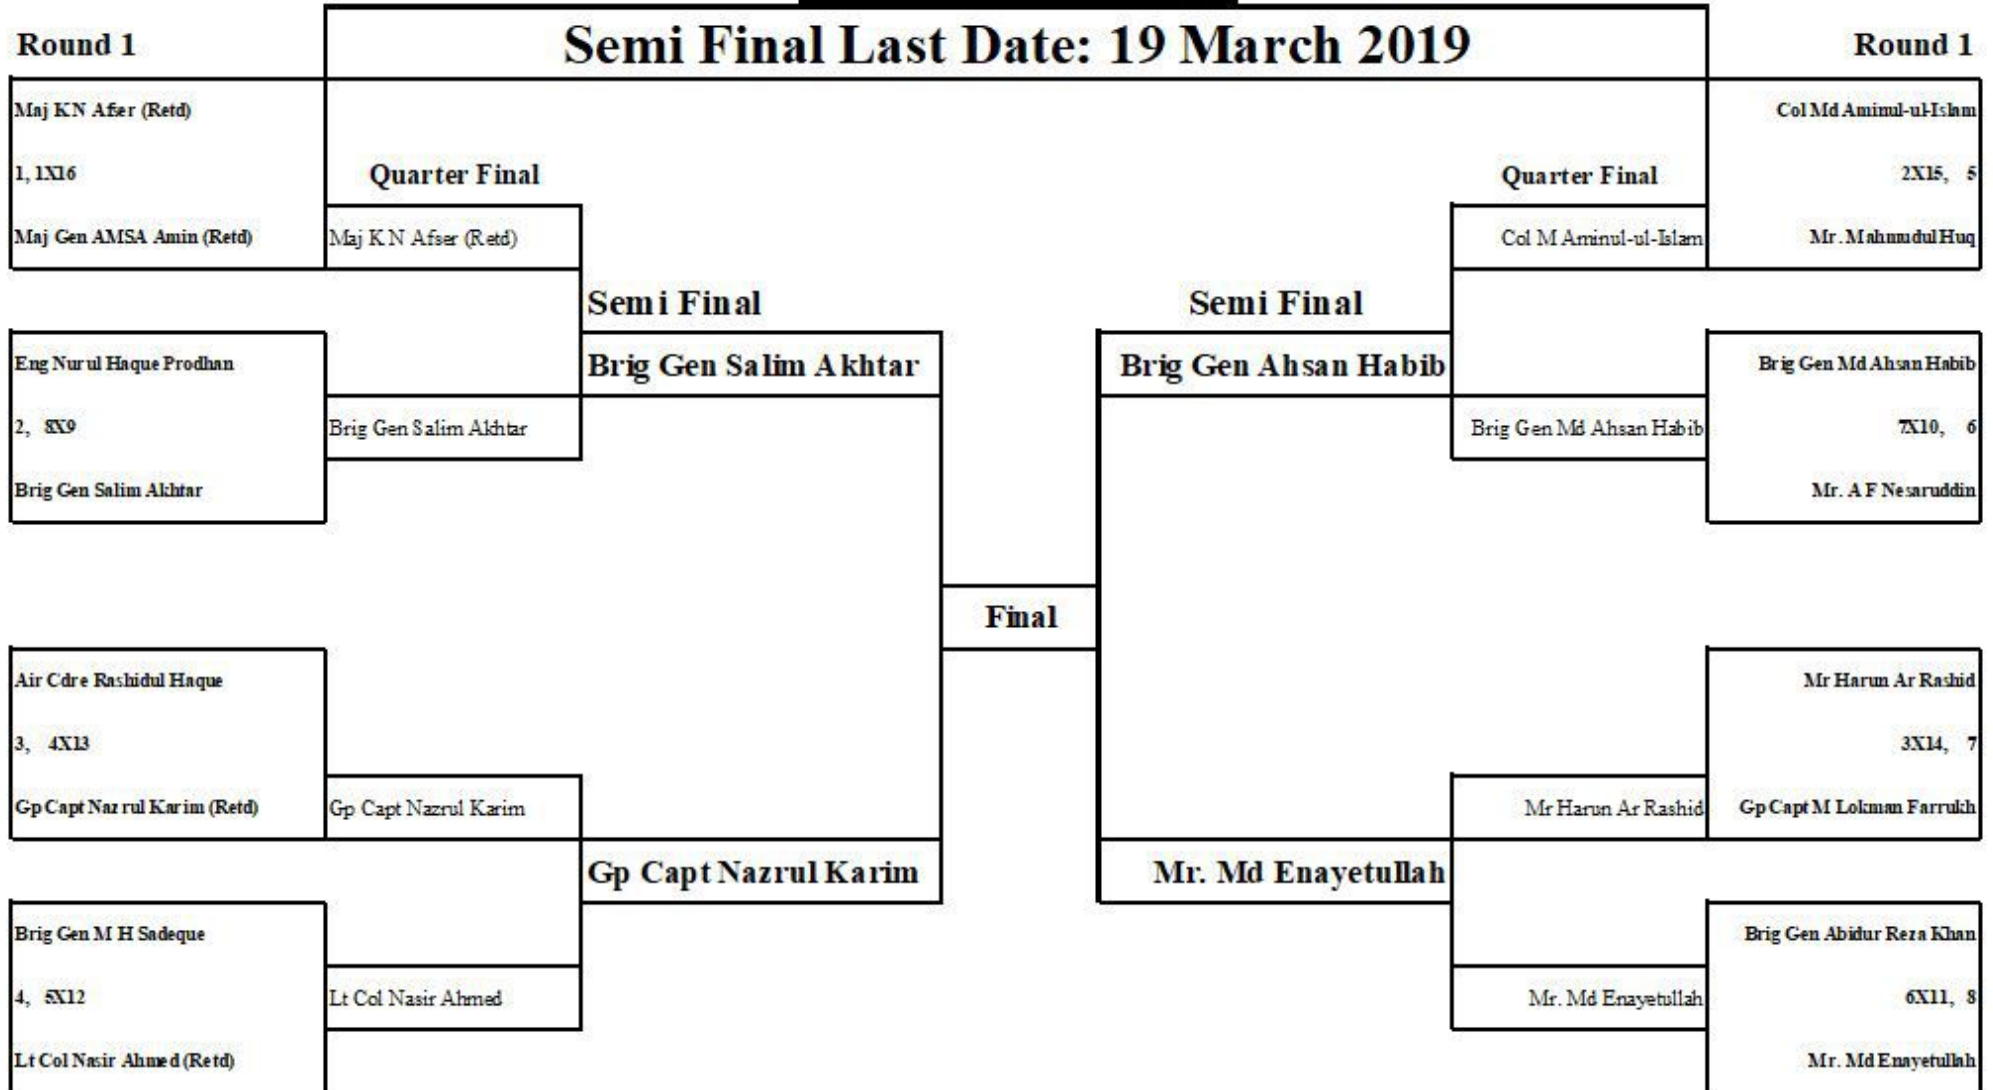 Semi Final Last Date: 19 March 2019
Round 1
Round 1
Maj KN Afser (Retd)
1, 1X16
Maj Gen AMSA Amin (Retd)
Eng Nurul Haque Prodhan
2, 8X9
Brig Gen Salim Akhtar
Air Cdre Rashidul Haque
3, 4X13
Gp Capt Nazrul Karim (Retd)
Brig Gen M H Sadeque
4, 5X12
Lt Col Nasir Ahmed (Retd)
Quarter Final
Maj K N Afser (Retd)
Brig Gen Salim Akhtar
Gp Capt Nazrul Karim
Lt Col Nasir Ahmed
Semi Final
Brig Gen Salim Akhtar
Gp Capt Nazrul Karim
Final
Semi Final
Brig Gen Ahsan Habib
Mr. Md Enayetullah
Quarter Final
Col M Aminul-ul-Islam
Brig Gen Md Ahsan Habib
Mr Harun Ar Rashid
Mr. Md Enayetullah
Col Md Aminul-ul-Islam
2X15, 5
Mr. Mahmudul Huq
Brig Gen Md Ahsan Habib
7X10, 6
Mr. A F Nesaruddin
Mr Harun Ar Rashid
3X14, 7
Gp Capt M Lokman Farrukh
Brig Gen Abidur Reza Khan
6X11, 8
Mr. Md Enayetullah